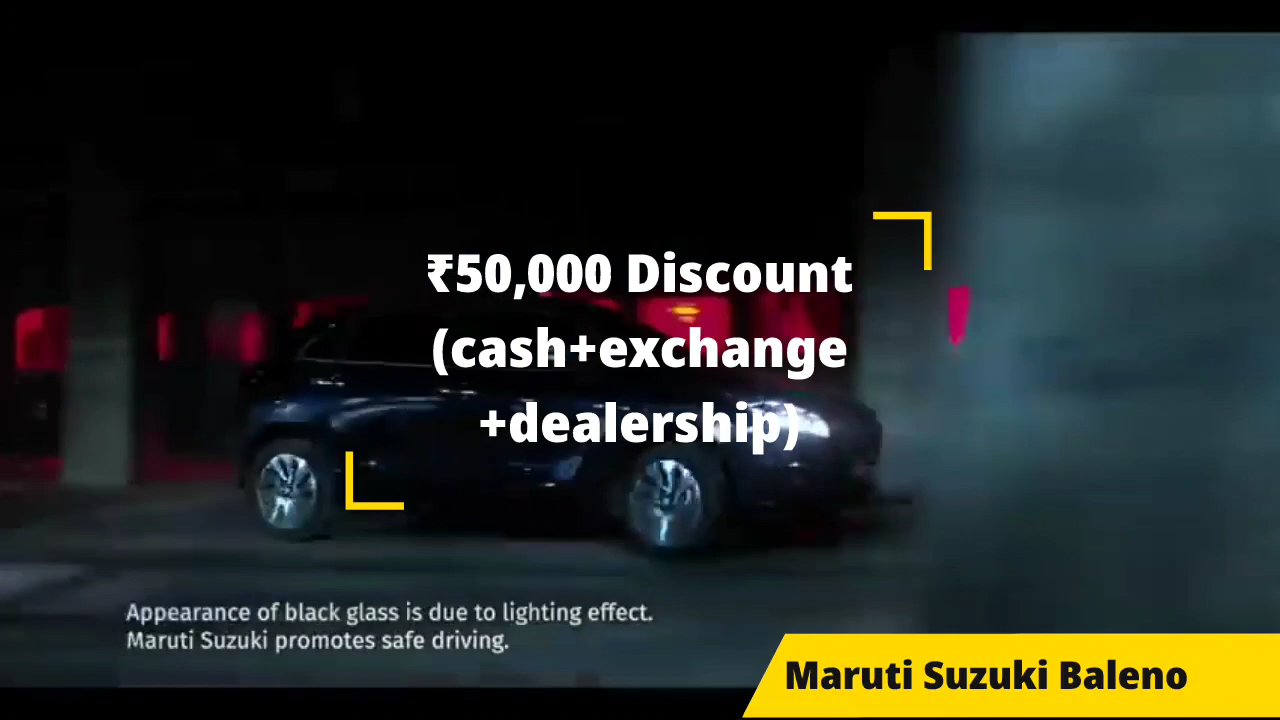 ₹50,000 Discount
(cash+exchange
+dealership)
Appearance of black glass is due to lighting effect.
Maruti Suzuki promotes safe driving.
Maruti Suzuki Baleno